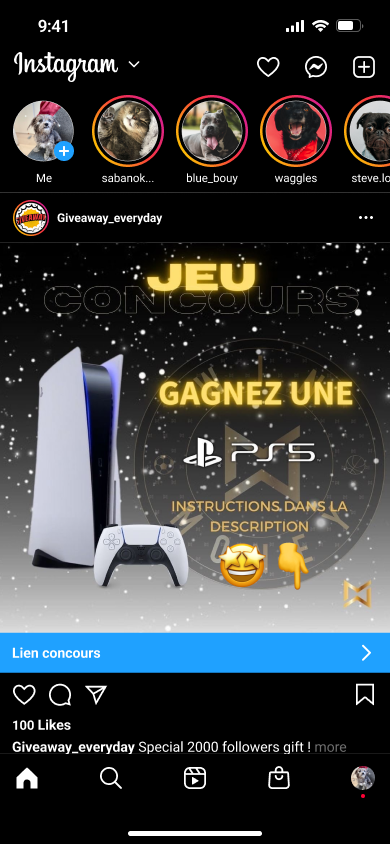 9:41
Instagram
Me
sabanok...
blue_bouy
waggles
steve.lo
GIVEAWAY
Giveaway_everyday
JEU
CONCOURS
GAGNEZ UNE
PS5
INSTRUCTIONS DANS LA
DESCRIPTION
Lien concours
100 Likes
Giveaway_everyday Special 2000 followers gift ! more